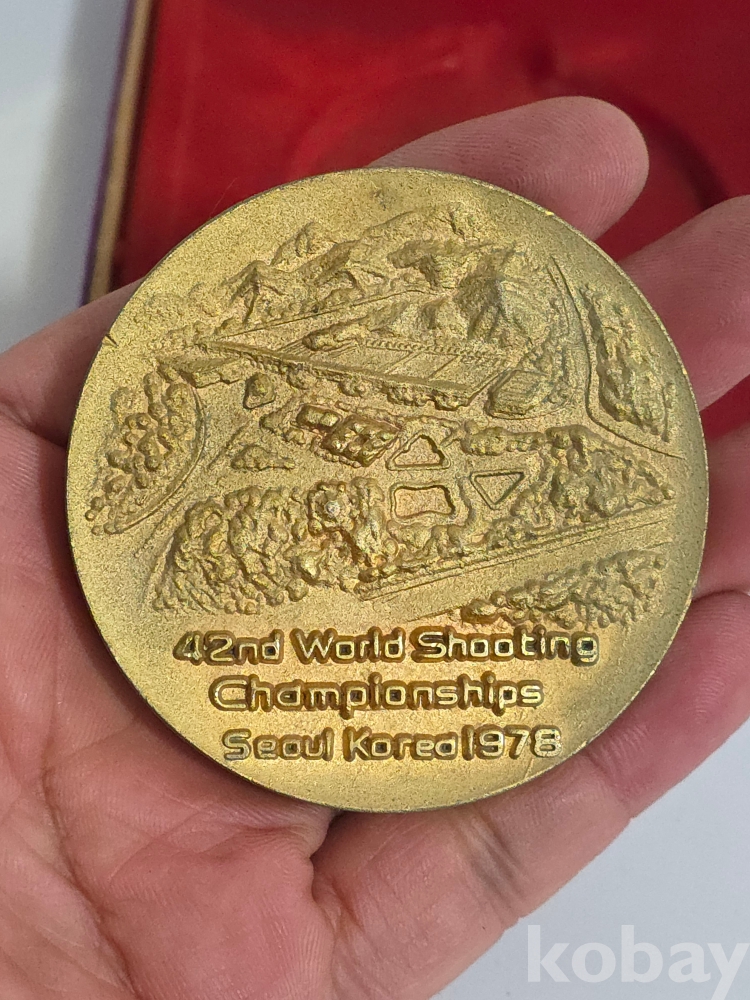 42nd World Shooting
Championships
Seoul Korea 1978
kobay